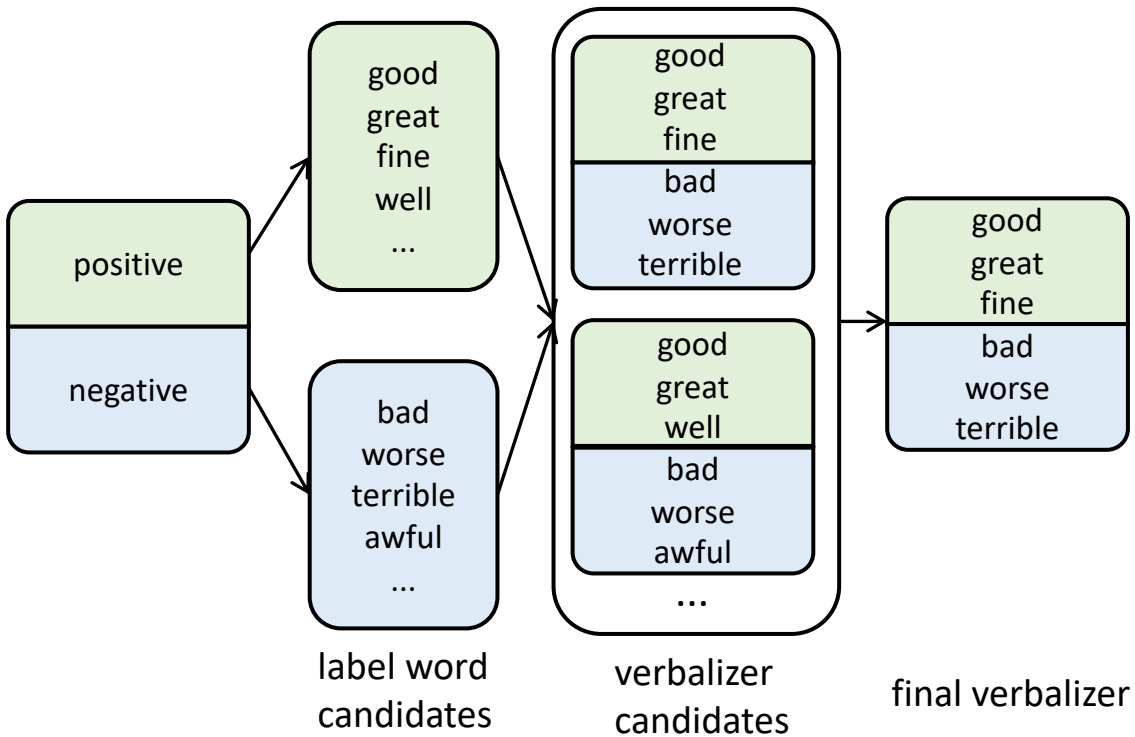 positive
negative
good
great
fine
well
...
bad
worse
terrible
awful
...
label word
candidates
good
great
fine
bad
worse
terrible
good
great
well
bad
worse
awful
...
verbalizer
candidates
good
great
fine
bad
worse
terrible
final verbalizer